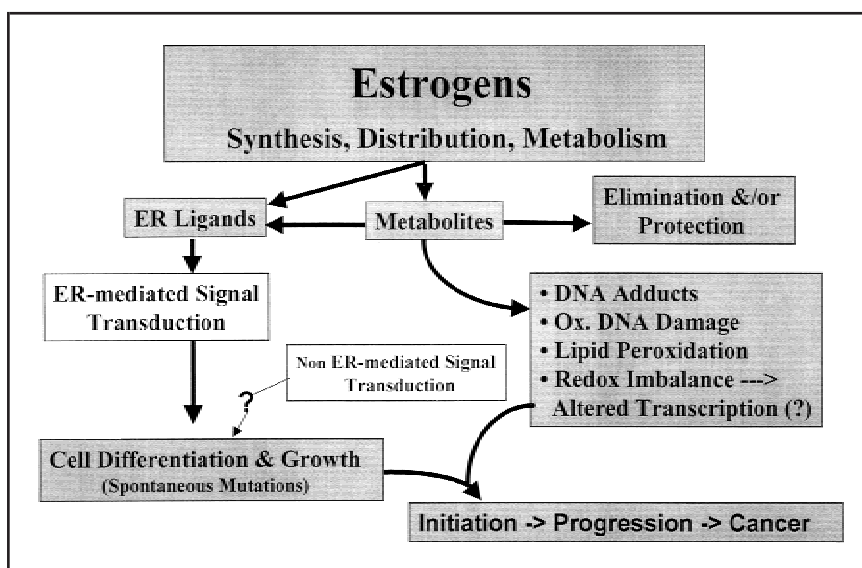 Estrogens
Synthesis, Distribution, Metabolism
ER Ligands
Metabolites
Elimination &/or
Protection
ER-mediated Signal
Transduction
• DNA Adducts
• Ox. DNA Damage
• Lipid Peroxidation
• Redox Imbalance --->
Altered Transcription (?)
Non ER-mediated Signal
Transduction
?
Cell Differentiation & Growth
(Spontaneous Mutations)
Initiation -> Progression -> Cancer